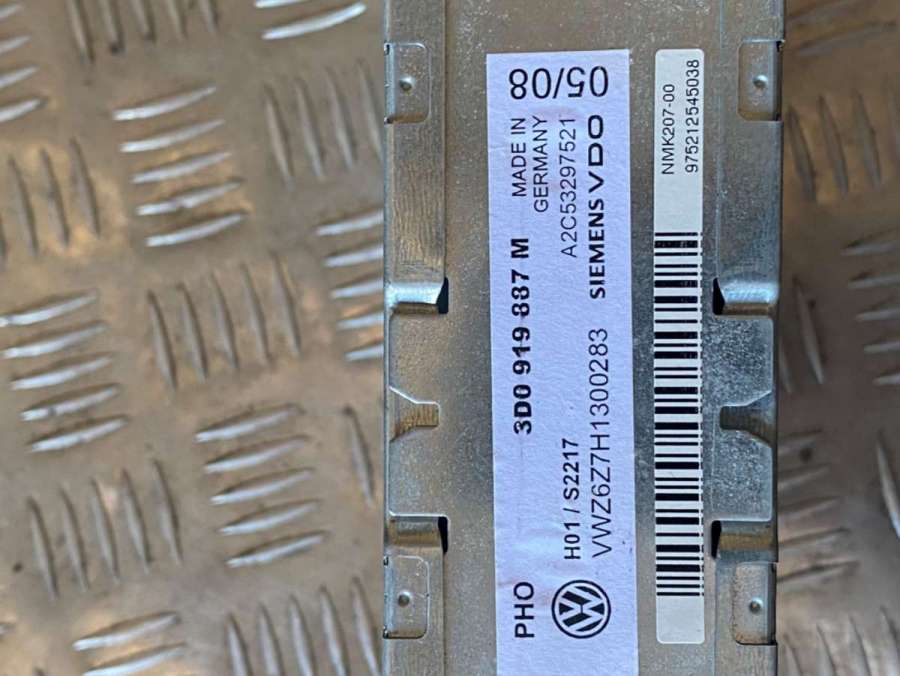 PHO 3D0 919 887 M MADE IN
GERMANY
H01 / S2217 A2C53297521 05/08
VWZ6Z7H1300283 SIEMENS VDO
NMK207-00
975212545038